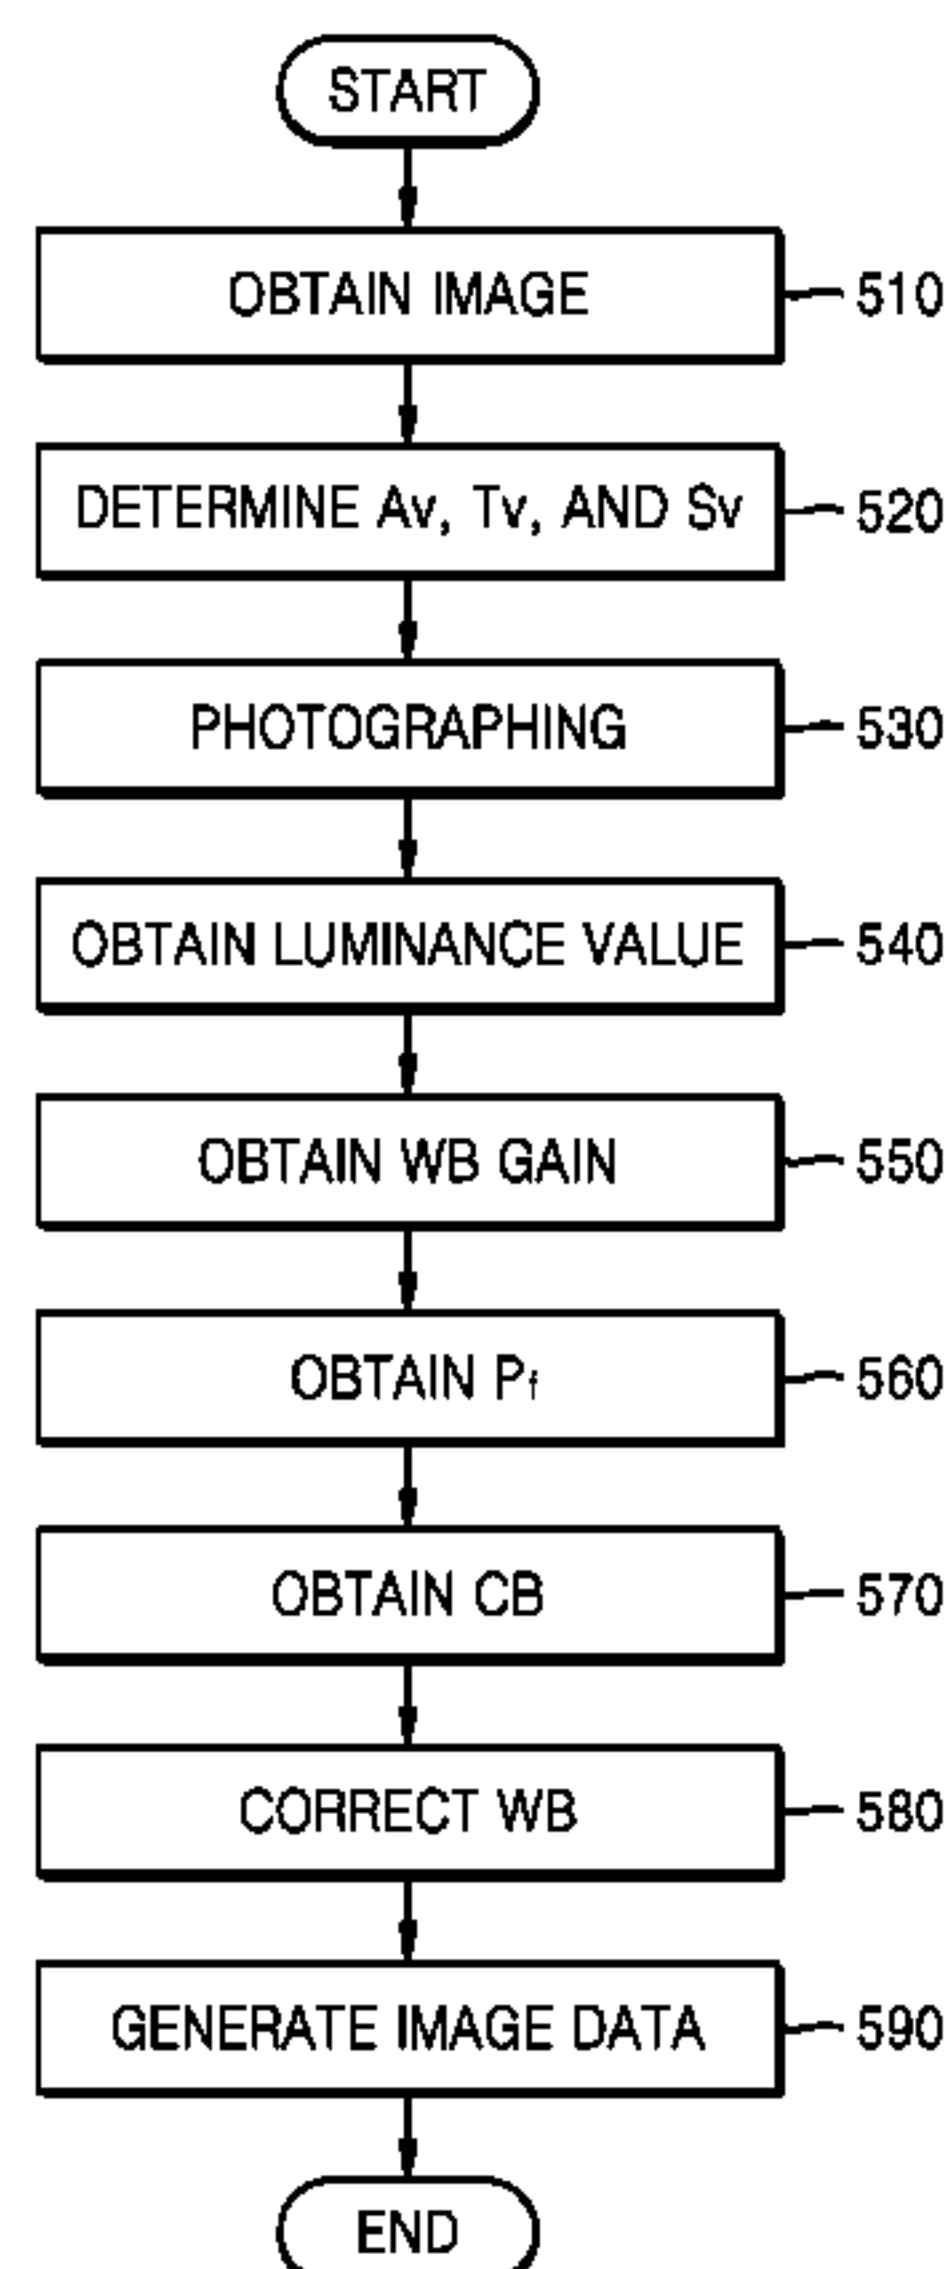 START
OBTAIN IMAGE 510
DETERMINE Av, Tv, AND Sv 520
PHOTOGRAPHING 530
OBTAIN LUMINANCE VALUE 540
OBTAIN WB GAIN 550
OBTAIN Pf 560
OBTAIN CB 570
CORRECT WB 580
GENERATE IMAGE DATA 590
END